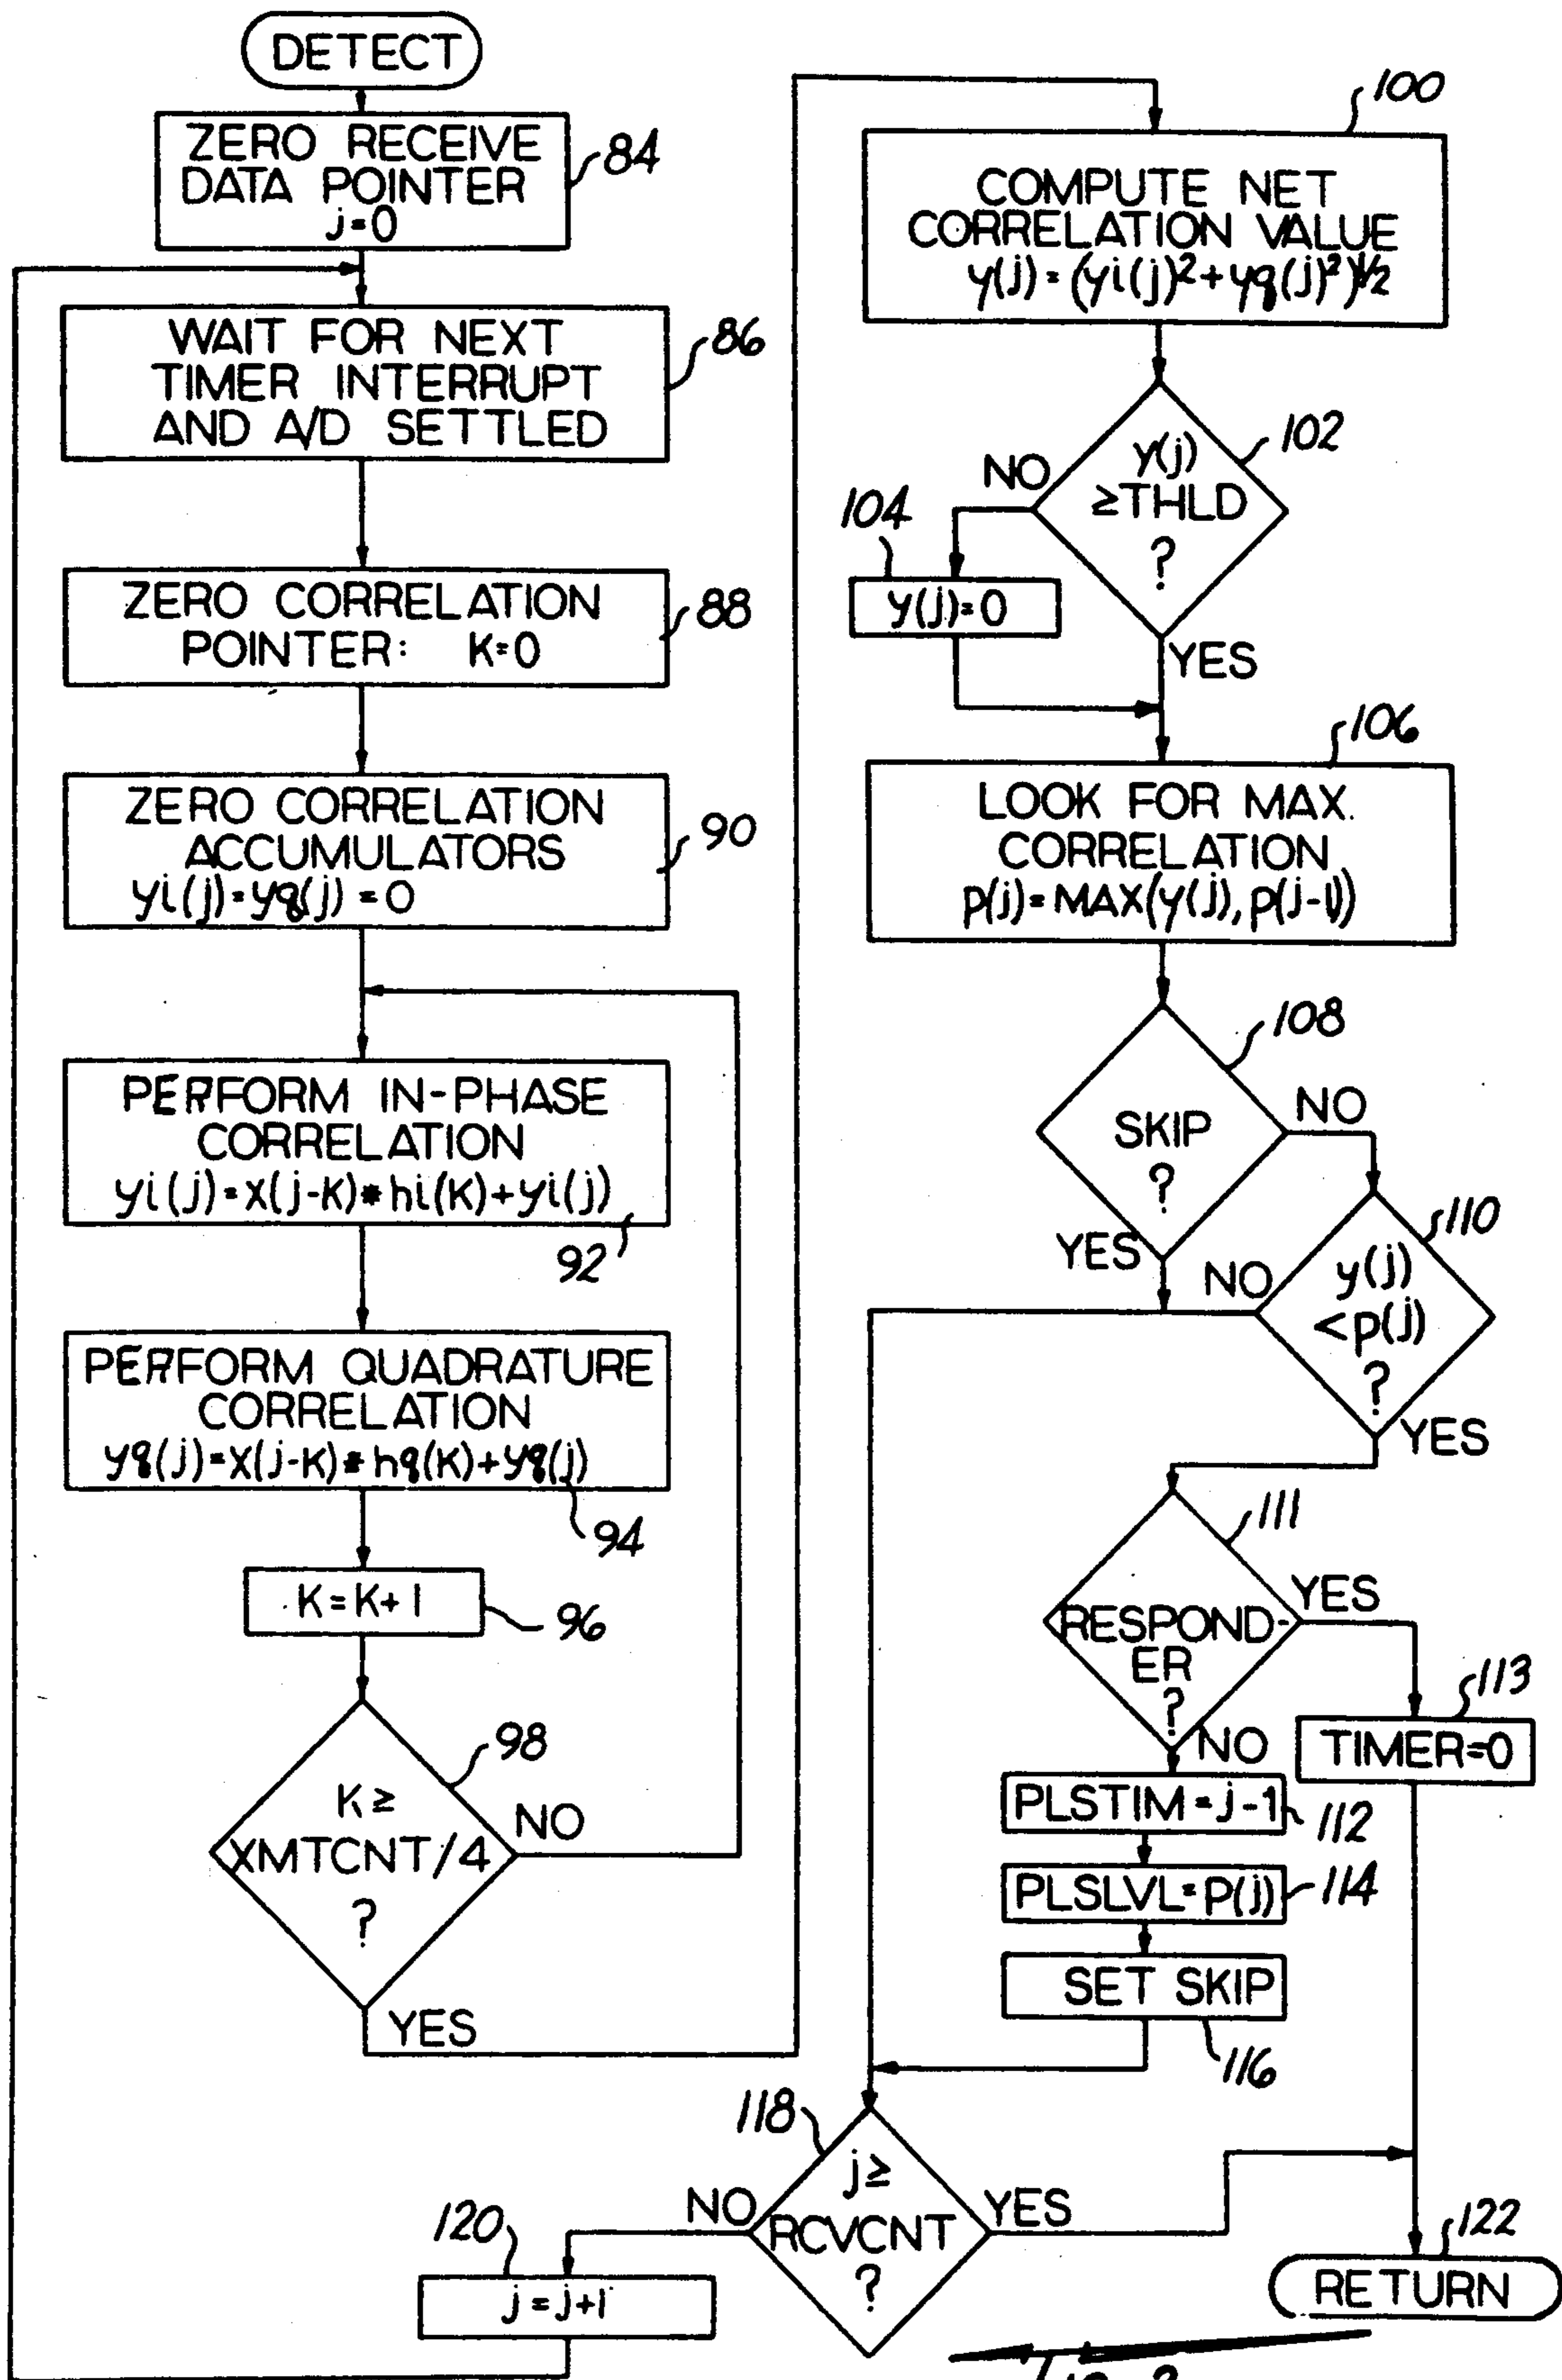 DETECT
ZERO RECEIVE
DATA POINTER
j=0
84
WAIT FOR NEXT
TIMER INTERRUPT
AND A/D SETTLED
86
ZERO CORRELATION
POINTER: K=0
88
ZERO CORRELATION
ACCUMULATORS
yi(j)=yq(j)=0
90
PERFORM IN-PHASE
CORRELATION
yi(j)=x(j-K)*hi(K)+yi(j)
92
PERFORM QUADRATURE
CORRELATION
yq(j)=x(j-K)*hq(K)+yq(j)
94
K=K+1
96
K≥
XMTCNT/4
?
98
NO
YES
100
COMPUTE NET
CORRELATION VALUE
y(j)=(yi(j)²+yq(j)²)½
102
y(j)
≥THLD
?
NO
YES
104
y(j)=0
106
LOOK FOR MAX.
CORRELATION
p(j)=MAX(y(j),p(j-1))
108
SKIP
?
NO
YES
110
y(j)
<p(j)
?
NO
YES
111
RESPOND-
ER
?
YES
NO
113
TIMER=0
PLSTIM=j-1
112
PLSLVL=p(j)
114
SET SKIP
116
118
j≥
RCVCNT
?
NO
YES
120
j=j+1
122
RETURN